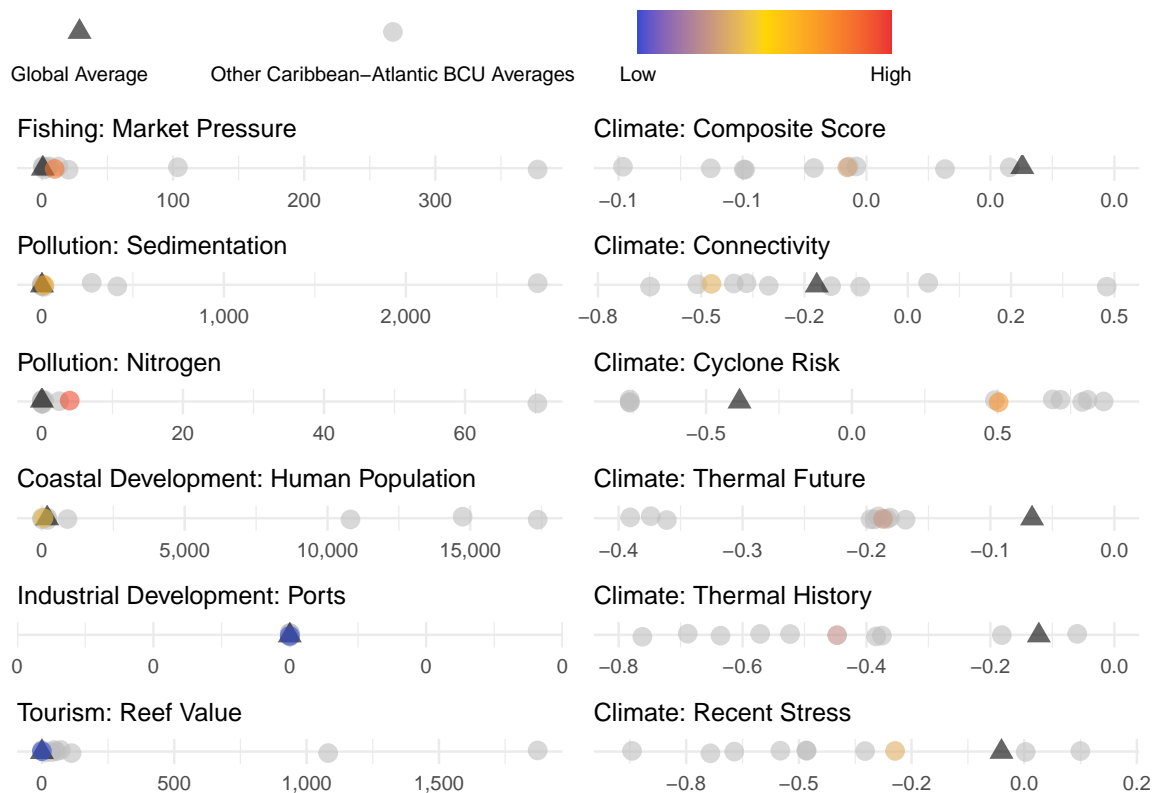 Global Average
Other Caribbean−Atlantic BCU Averages
Low
High
Fishing: Market Pressure
0 100 200 300
Climate: Composite Score
−0.1 −0.1 0.0 0.0 0.0
Pollution: Sedimentation
0 1,000 2,000
Climate: Connectivity
−0.8 −0.5 −0.2 0.0 0.2 0.5
Pollution: Nitrogen
0 20 40 60
Climate: Cyclone Risk
−0.5 0.0 0.5
Coastal Development: Human Population
0 5,000 10,000 15,000
Climate: Thermal Future
−0.4 −0.3 −0.2 −0.1 0.0
Industrial Development: Ports
0 0 0 0 0
Climate: Thermal History
−0.8 −0.6 −0.4 −0.2 0.0
Tourism: Reef Value
0 500 1,000 1,500
Climate: Recent Stress
−0.8 −0.5 −0.2 0.0 0.2